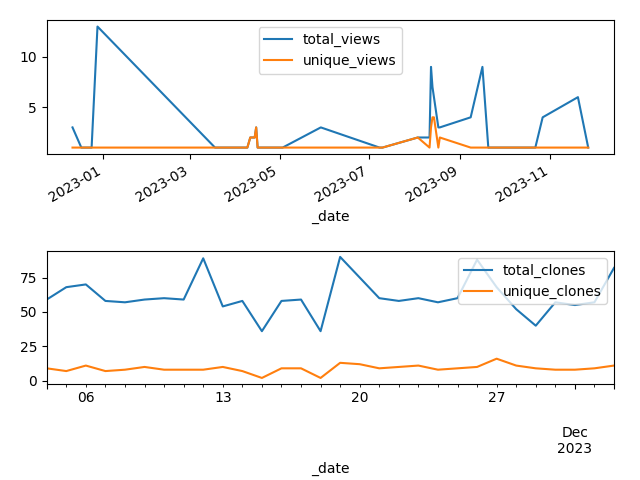 10
5
total_views
unique_views
2023-01
2023-03
2023-05
2023-07
2023-09
2023-11
_date
75
50
25
0
total_clones
unique_clones
06
13
20
27
Dec
2023
_date